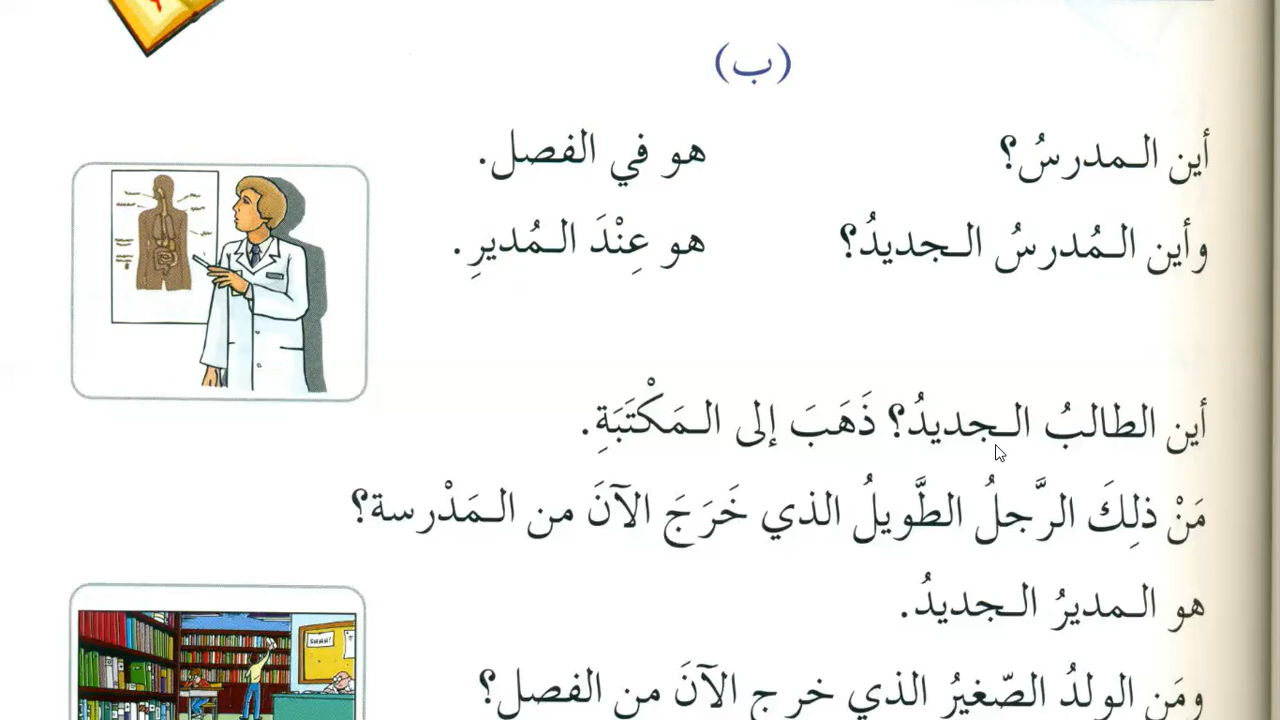 (ب)
أين الـمدرسُ؟ هو في الفصل.
وأين الـمُدرسُ الـجديدُ؟ هو عِنْدَ الـمُديرِ.
أين الطالبُ الـجديدُ؟ ذَهَبَ إلى الـمَكْتَبَةِ.
مَنْ ذلِكَ الرَّجلُ الطَّويلُ الذي خَرَجَ الآنَ من الـمَدْرسة؟
هو الـمديرُ الـجديدُ.
ومَن الولدُ الصّغيرُ الذي خرج الآنَ من الفصل؟
SHHH!